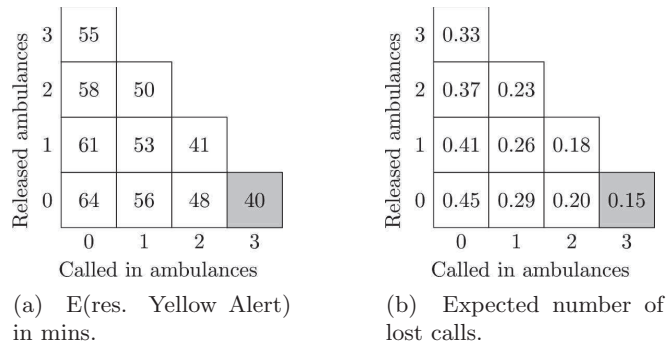 Released ambulances
3 55
2 58 50
1 61 53 41
0 64 56 48 40
0 1 2 3
Called in ambulances
(a) E(res. Yellow Alert)
in mins.
Released ambulances
3 0.33
2 0.37 0.23
1 0.41 0.26 0.18
0 0.45 0.29 0.20 0.15
0 1 2 3
Called in ambulances
(b) Expected number of
lost calls.